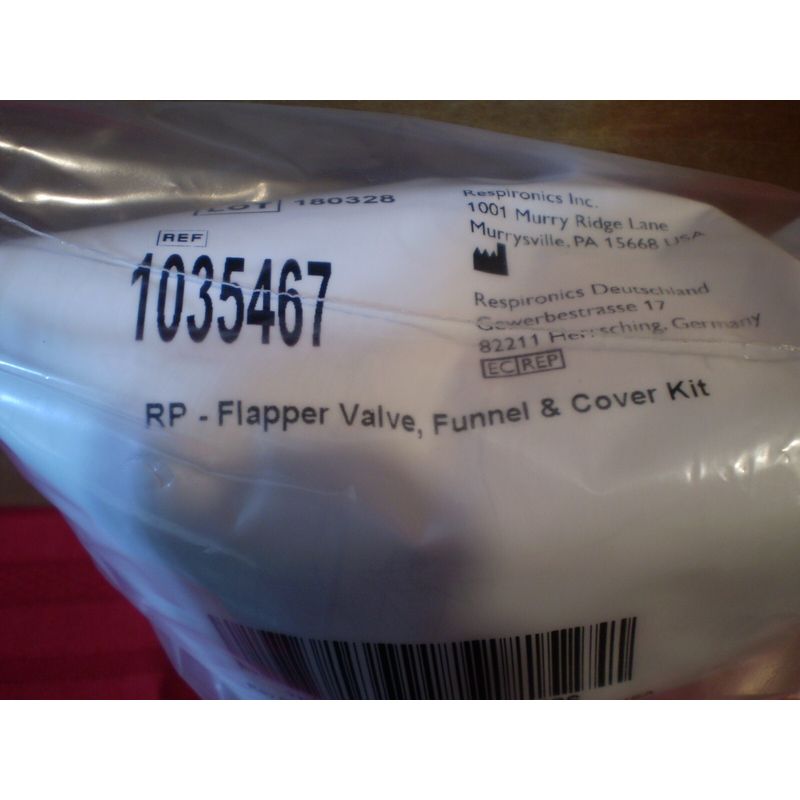 LOT 180328
REF
1035467
Respironics Inc.
1001 Murry Ridge Lane
Murrysville, PA 15668 USA
Respironics Deutschland
Gewerbestrasse 17
82211 Herrsching, Germany
EC REP
RP - Flapper Valve, Funnel & Cover Kit